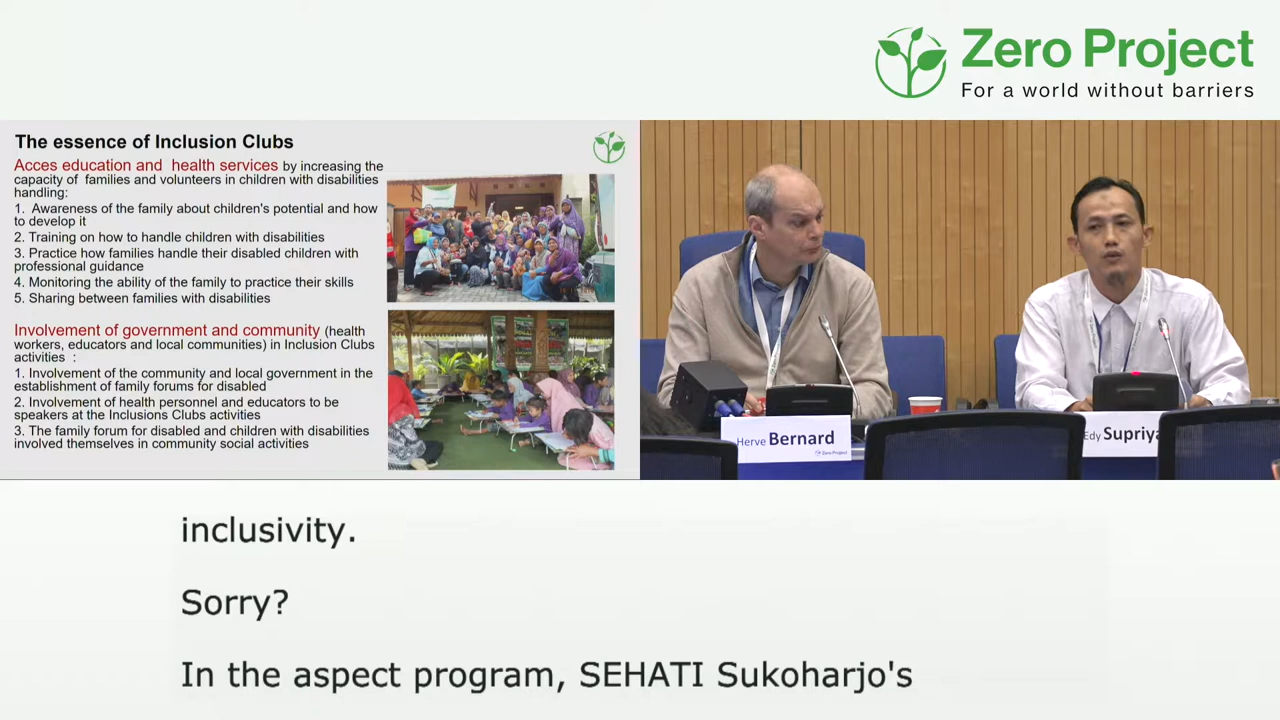 Zero Project
For a world without barriers
The essence of Inclusion Clubs
Acces education and health services by increasing the
capacity of families and volunteers in children with disabilities
handling:
1. Awareness of the family about children's potential and how
to develop it
2. Training on how to handle children with disabilities
3. Practice how families handle their disabled children with
professional guidance
4. Monitoring the ability of the family to practice their skills
5. Sharing between families with disabilities
Involvement of government and community (health
workers, educators and local communities) in Inclusion Clubs
activities :
1. Involvement of the community and local government in the
establishment of family forums for disabled
2. Involvement of health personnel and educators to be
speakers at the Inclusions Clubs activities
3. The family forum for disabled and children with disabilities
involved themselves in community social activities
Herve Bernard
Zero Project
Edy Supriya
inclusivity.
Sorry?
In the aspect program, SEHATI Sukoharjo's